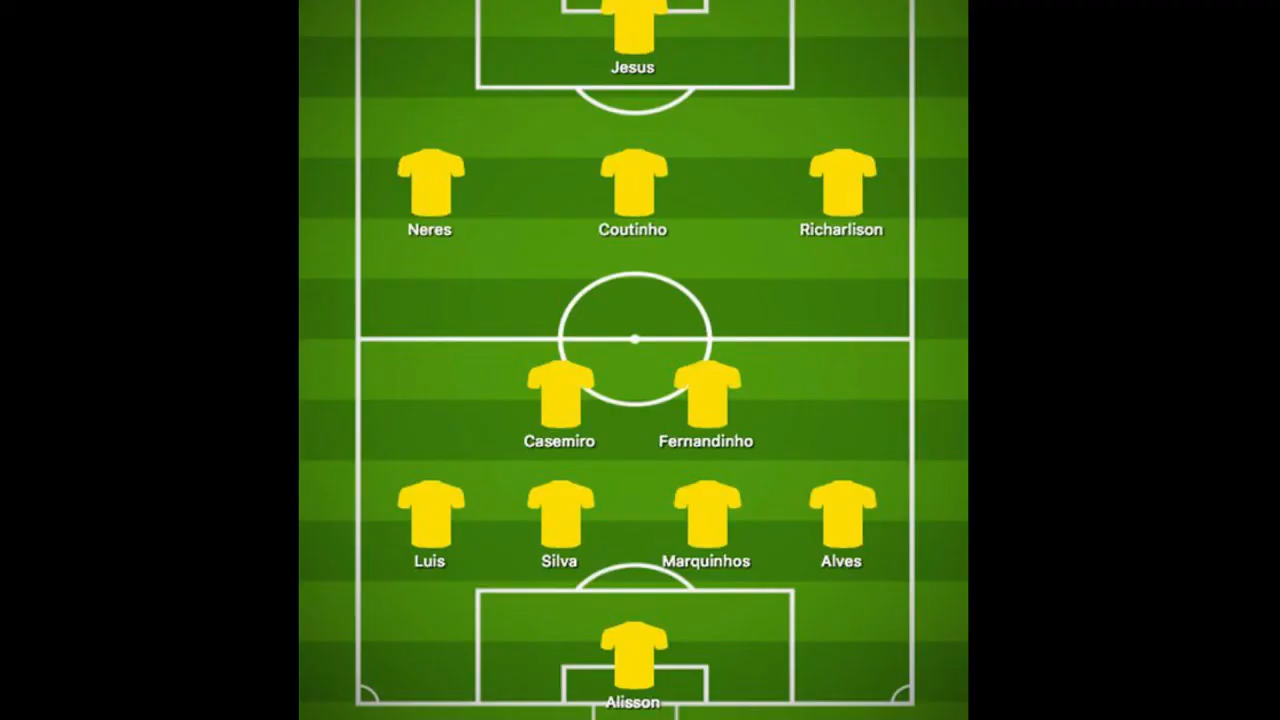 Jesus
Neres Coutinho Richarlison
Casemiro Fernandinho
Luis Silva Marquinhos Alves
Alisson